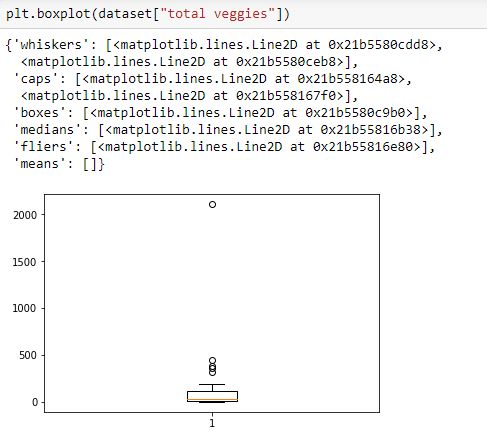 plt.boxplot(dataset["total veggies"])
{'whiskers': [<matplotlib.lines.Line2D at 0x21b5580cdd8>,
<matplotlib.lines.Line2D at 0x21b5580ceb8>],
'caps': [<matplotlib.lines.Line2D at 0x21b558164a8>,
<matplotlib.lines.Line2D at 0x21b558167f0>],
'boxes': [<matplotlib.lines.Line2D at 0x21b5580c9b0>],
'medians': [<matplotlib.lines.Line2D at 0x21b55816b38>],
'fliers': [<matplotlib.lines.Line2D at 0x21b55816e80>],
'means': []}
2000
1500
1000
500
0
1